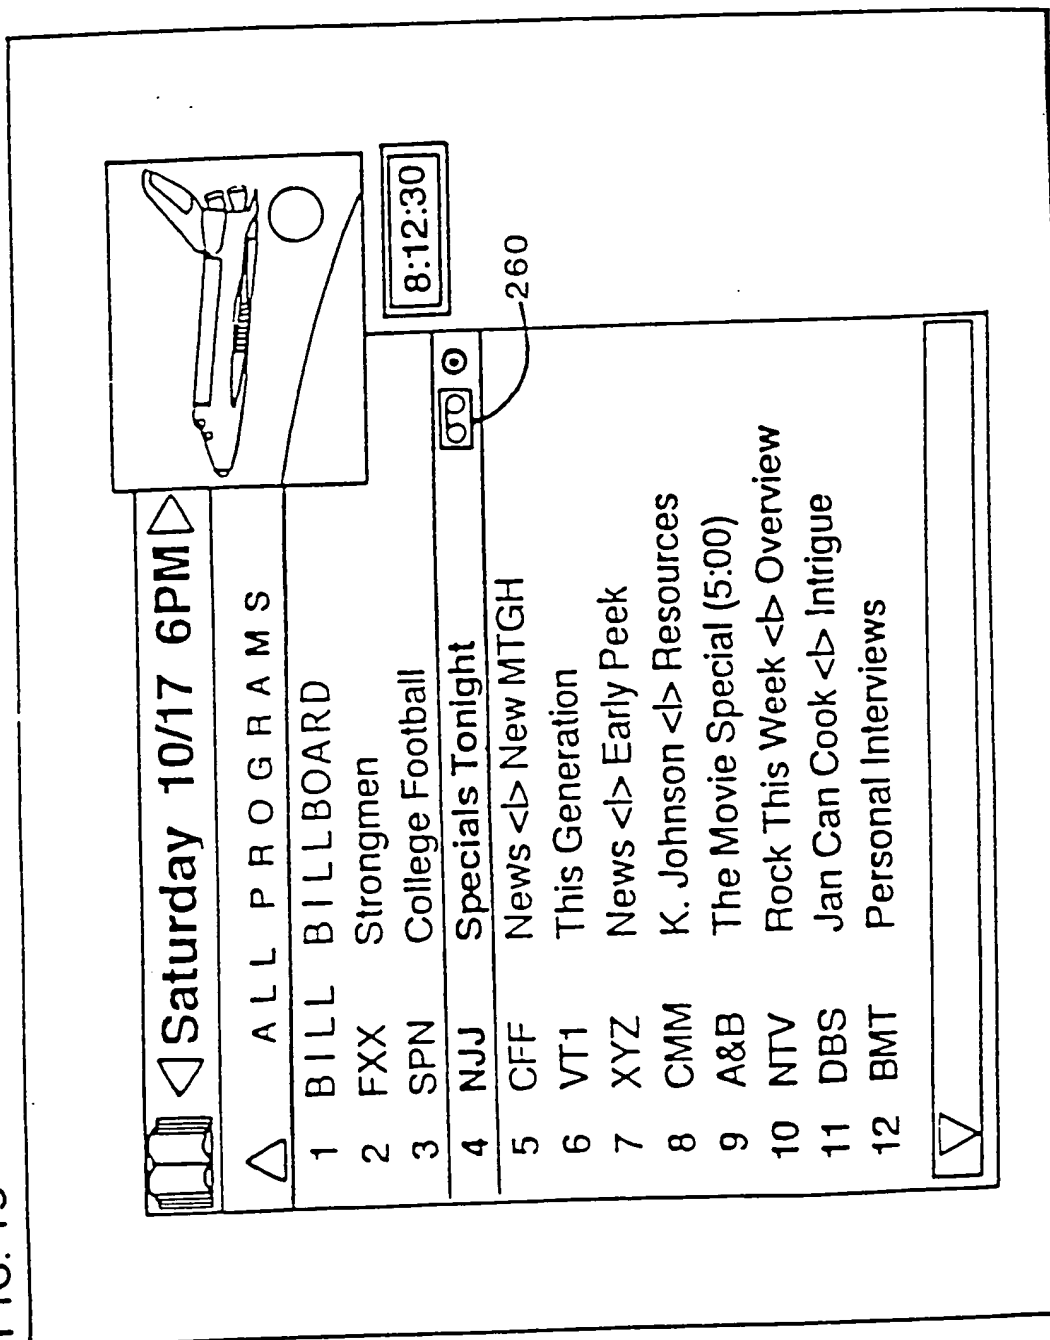 Saturday 10/17 6PM
ALL PROGRAMS
8:12:30
1 BILL BILLBOARD
2 FXX Strongmen
3 SPN College Football
4 NJJ Specials Tonight
260
5 CFF News <I> New MTGH
6 VT1 This Generation
7 XYZ News <I> Early Peek
8 CMM K. Johnson <I> Resources
9 A&B The Movie Special (5:00)
10 NTV Rock This Week <I> Overview
11 DBS Jan Can Cook <I> Intrigue
12 BMT Personal Interviews